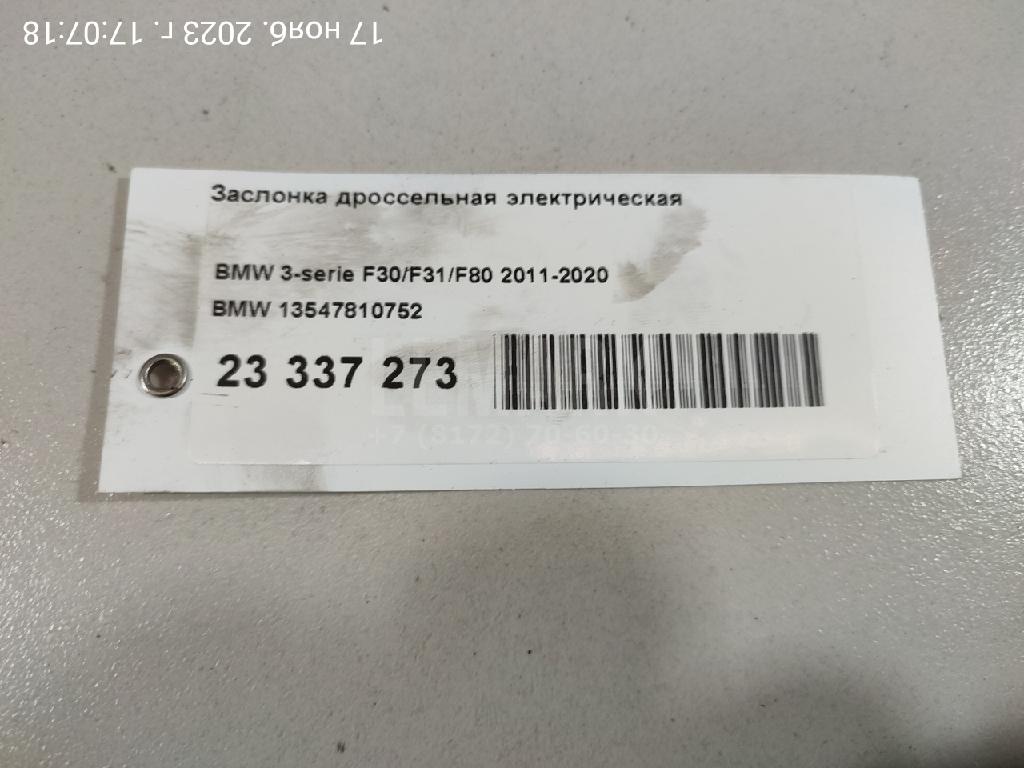 17 нояб. 2023 г. 17:07:18
Заслонка дроссельная электрическая
BMW 3-serie F30/F31/F80 2011-2020
BMW 13547810752
23 337 273
+7 (8172) 70-60-30